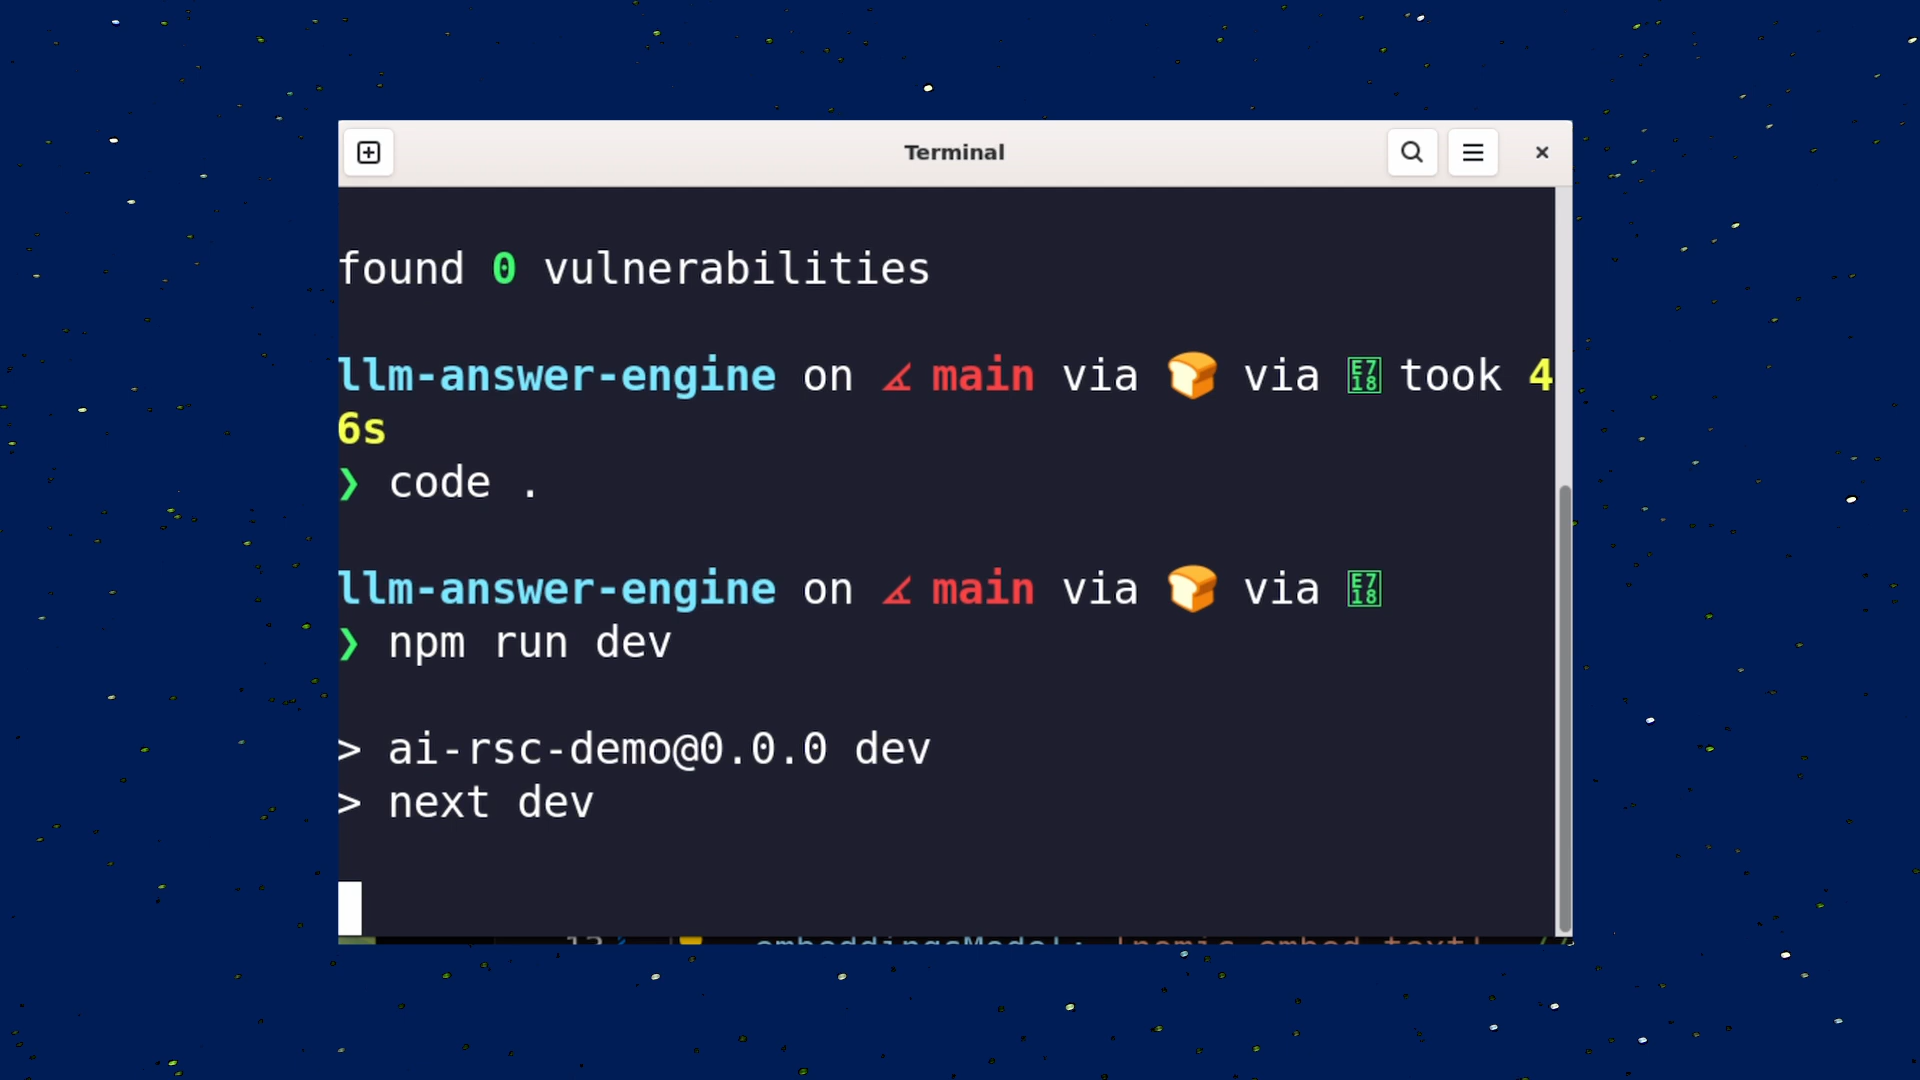 Terminal
found 0 vulnerabilities
llm-answer-engine on main via 🍞 via took 4
6s
❯ code .
llm-answer-engine on main via 🍞 via
❯ npm run dev
> ai-rsc-demo@0.0.0 dev
> next dev